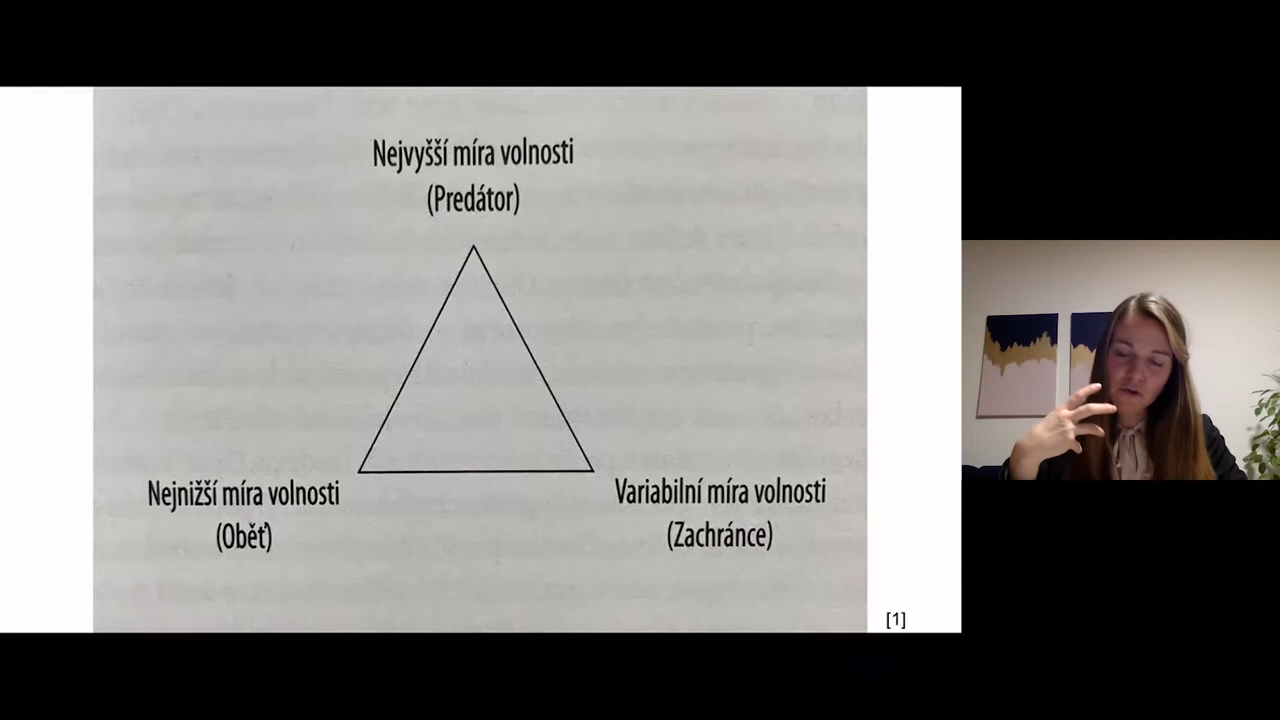 Nejvyšší míra volnosti
(Predátor)
Nejnižší míra volnosti
(Oběť)
Variabilní míra volnosti
(Zachránce)
[1]